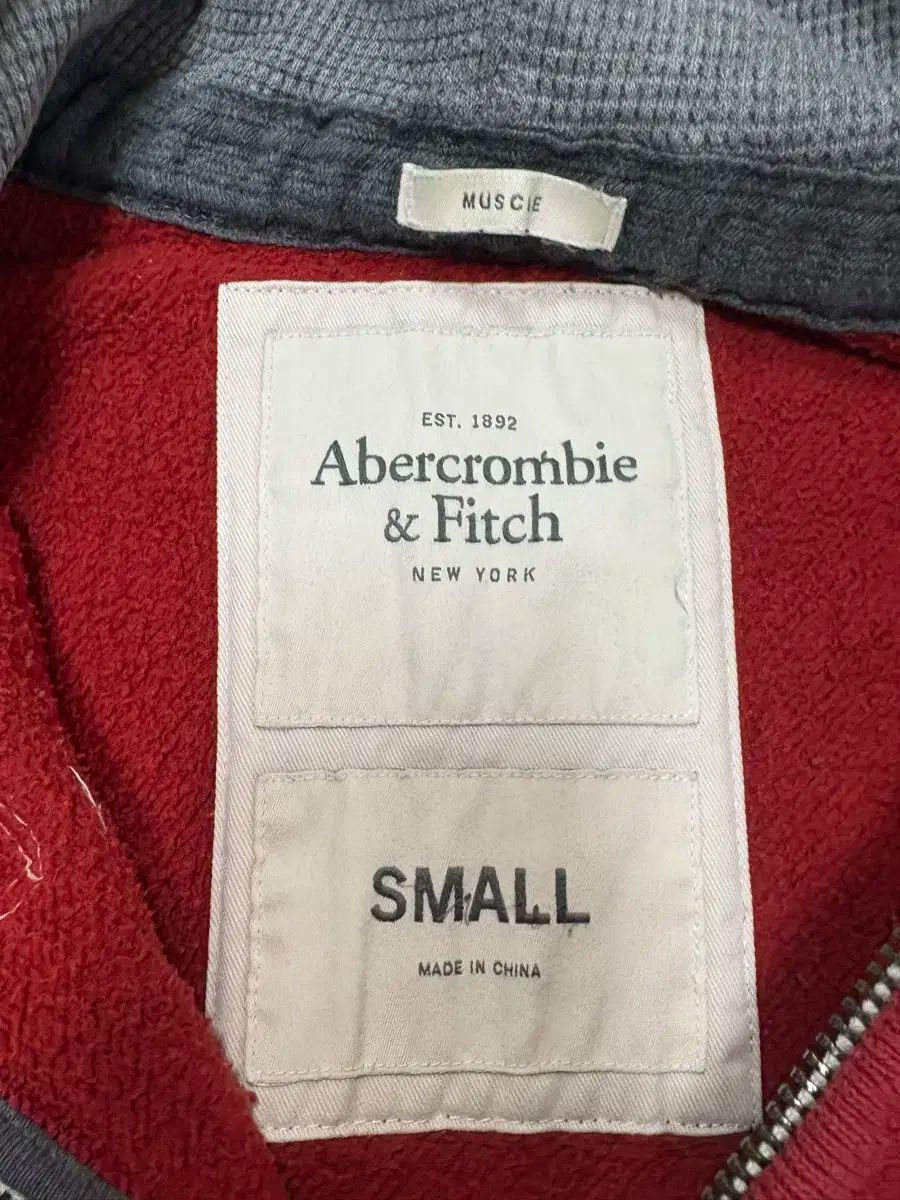 MUSCLE
EST. 1892
Abercrombie
& Fitch
NEW YORK
SMALL
MADE IN CHINA